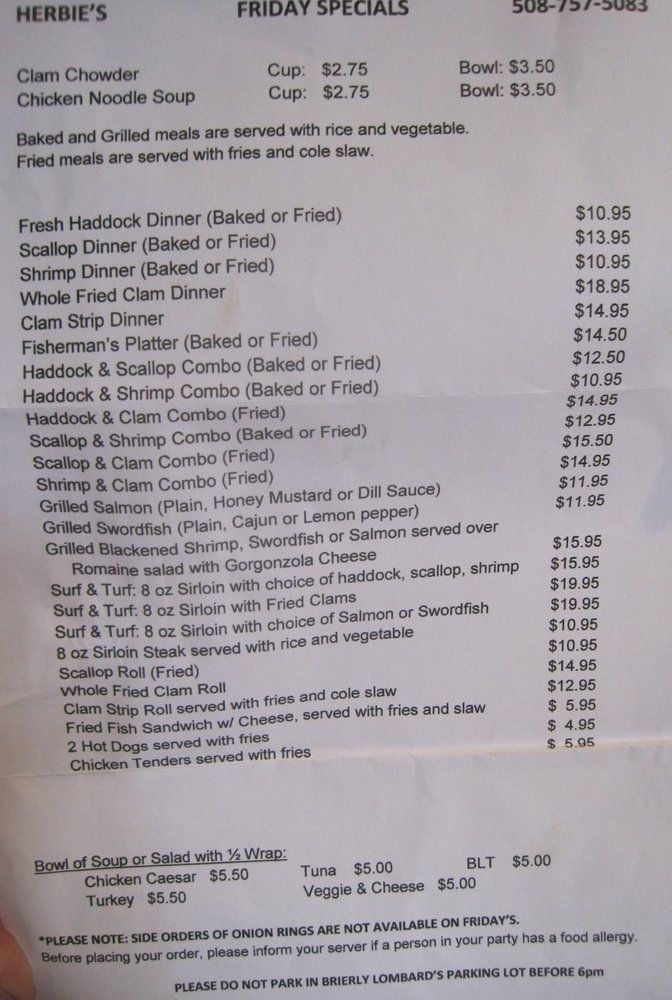 HERBIE'S FRIDAY SPECIALS 508-757-5083
Clam Chowder Cup: $2.75 Bowl: $3.50
Chicken Noodle Soup Cup: $2.75 Bowl: $3.50
Baked and Grilled meals are served with rice and vegetable.
Fried meals are served with fries and cole slaw.
Fresh Haddock Dinner (Baked or Fried) $10.95
Scallop Dinner (Baked or Fried) $13.95
Shrimp Dinner (Baked or Fried) $10.95
Whole Fried Clam Dinner $18.95
Clam Strip Dinner $14.95
Fisherman's Platter (Baked or Fried) $14.50
Haddock & Scallop Combo (Baked or Fried) $12.50
Haddock & Shrimp Combo (Baked or Fried) $10.95
Haddock & Clam Combo (Fried) $14.95
Scallop & Shrimp Combo (Baked or Fried) $12.95
Scallop & Clam Combo (Fried) $15.50
Shrimp & Clam Combo (Fried) $14.95
Grilled Salmon (Plain, Honey Mustard or Dill Sauce) $11.95
Grilled Swordfish (Plain, Cajun or Lemon pepper) $11.95
Grilled Blackened Shrimp, Swordfish or Salmon served over
Romaine salad with Gorgonzola Cheese $15.95
Surf & Turf: 8 oz Sirloin with choice of haddock, scallop, shrimp $15.95
Surf & Turf: 8 oz Sirloin with Fried Clams $19.95
Surf & Turf: 8 oz Sirloin with choice of Salmon or Swordfish $19.95
8 oz Sirloin Steak served with rice and vegetable $10.95
Scallop Roll (Fried) $10.95
Whole Fried Clam Roll $14.95
Clam Strip Roll served with fries and cole slaw $12.95
Fried Fish Sandwich w/ Cheese, served with fries and slaw $ 5.95
2 Hot Dogs served with fries $ 4.95
Chicken Tenders served with fries $ 5.95
Bowl of Soup or Salad with ½ Wrap:
Chicken Caesar $5.50 Tuna $5.00 BLT $5.00
Turkey $5.50 Veggie & Cheese $5.00
*PLEASE NOTE: SIDE ORDERS OF ONION RINGS ARE NOT AVAILABLE ON FRIDAY'S.
Before placing your order, please inform your server if a person in your party has a food allergy.
PLEASE DO NOT PARK IN BRIERLY LOMBARD'S PARKING LOT BEFORE 6pm